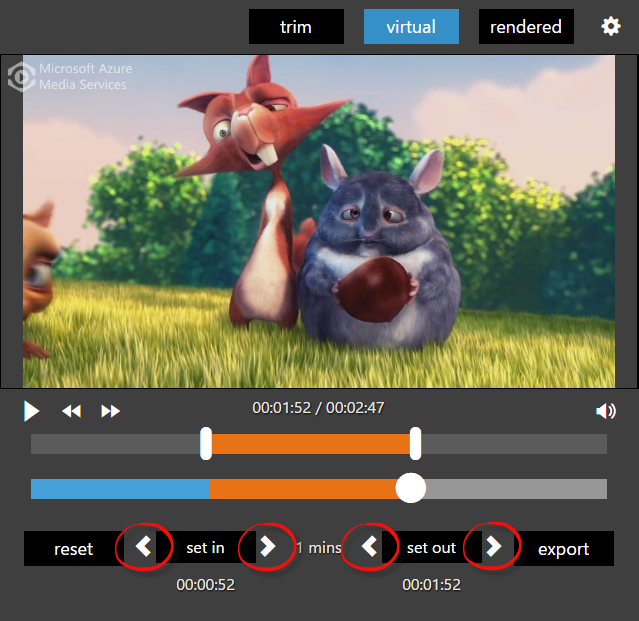 trim virtual rendered
Microsoft Azure
Media Services
00:01:52 / 00:02:47
reset set in 1 mins set out export
00:00:52 00:01:52